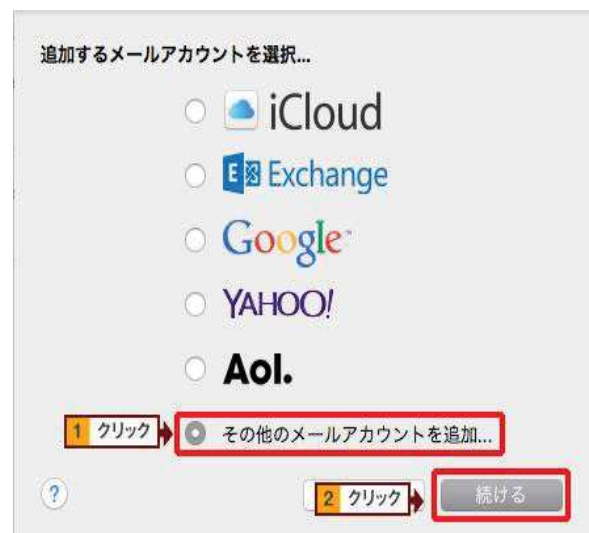 追加するメールアカウントを選択...
iCloud
E Exchange
Google™
YAHOO!
Aol.
1 クリック その他のメールアカウントを追加...
? 2 クリック 続ける